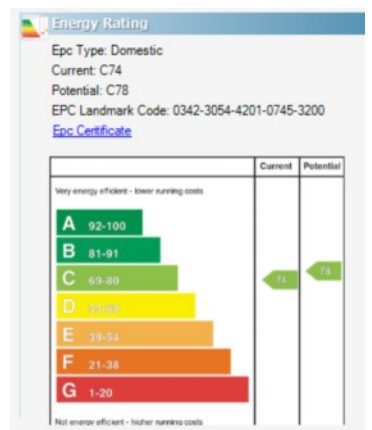 Energy Rating
Epc Type: Domestic
Current: C74
Potential: C78
EPC Landmark Code: 0342-3054-4201-0745-3200
Epc Certificate
Current Potential
Very energy efficient - lower running costs
A 92-100
B 81-91
C 69-80
74
78
D 55-68
E 39-54
F 21-38
G 1-20
Not energy efficient - higher running costs